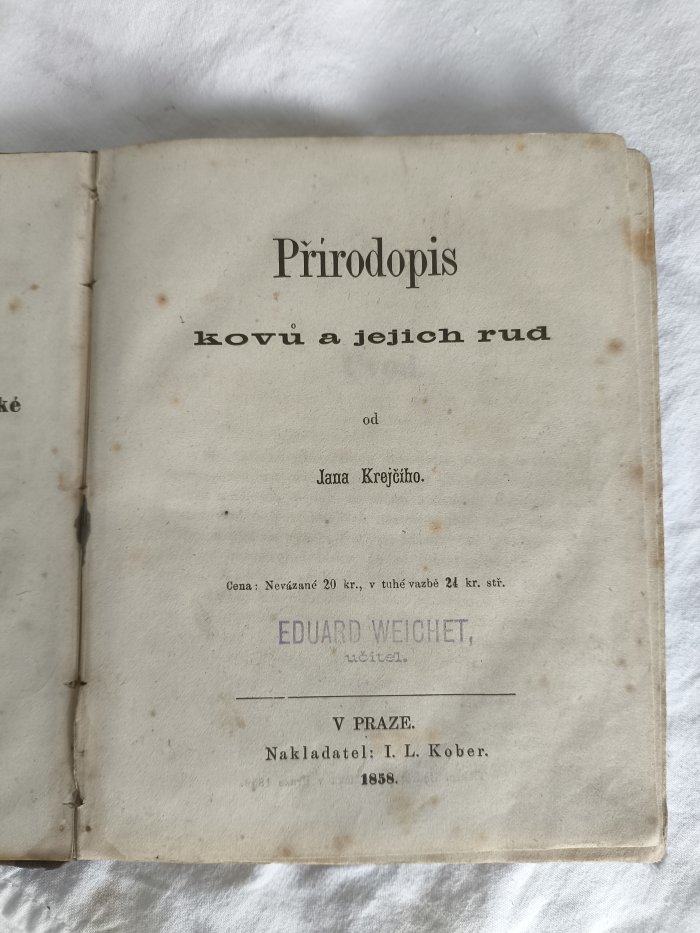 ké
Přírodopis
kovů a jejich rud
od
Jana Krejčího.
Cena: Nevázané 20 kr., v tuhé vazbě 24 kr. stř.
EDUARD WEICHET,
učitel.
V PRAZE.
Nakladatel: I. L. Kober.
1858.